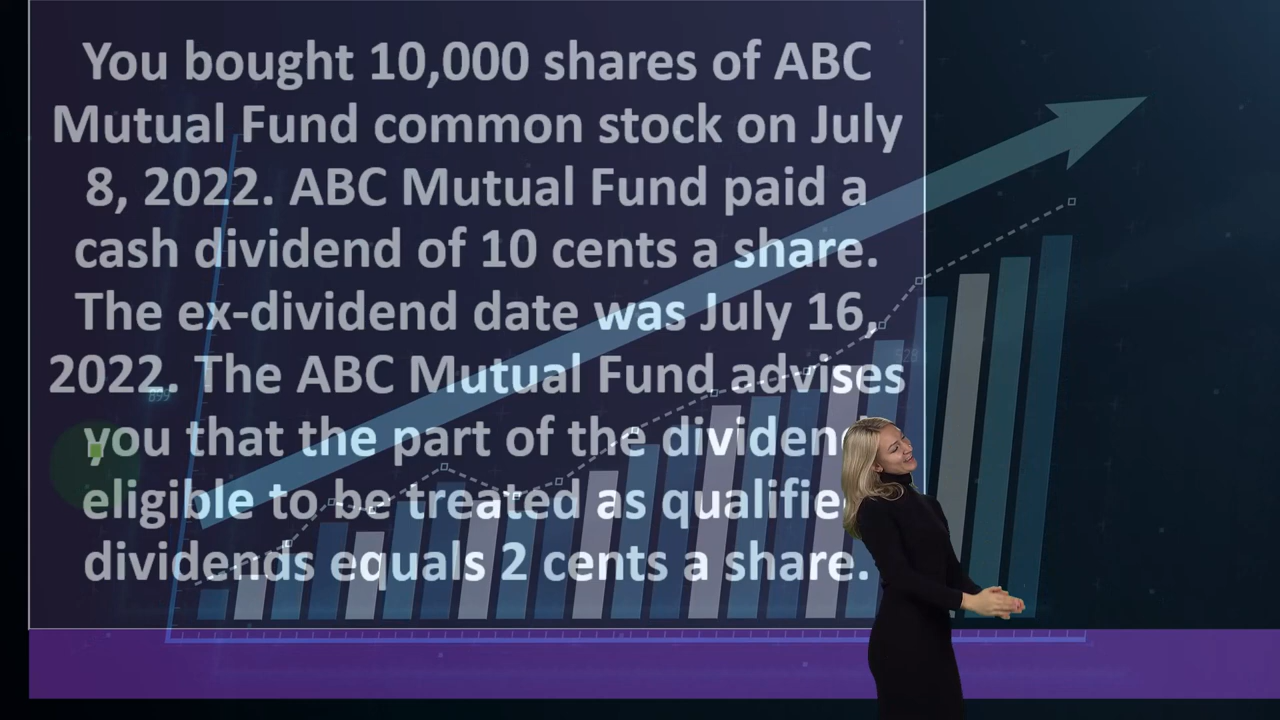 You bought 10,000 shares of ABC
Mutual Fund common stock on July
8, 2022. ABC Mutual Fund paid a
cash dividend of 10 cents a share.
The ex-dividend date was July 16,
2022. The ABC Mutual Fund advises
899
528
you that the part of the dividend
eligible to be treated as qualified
dividends equals 2 cents a share.